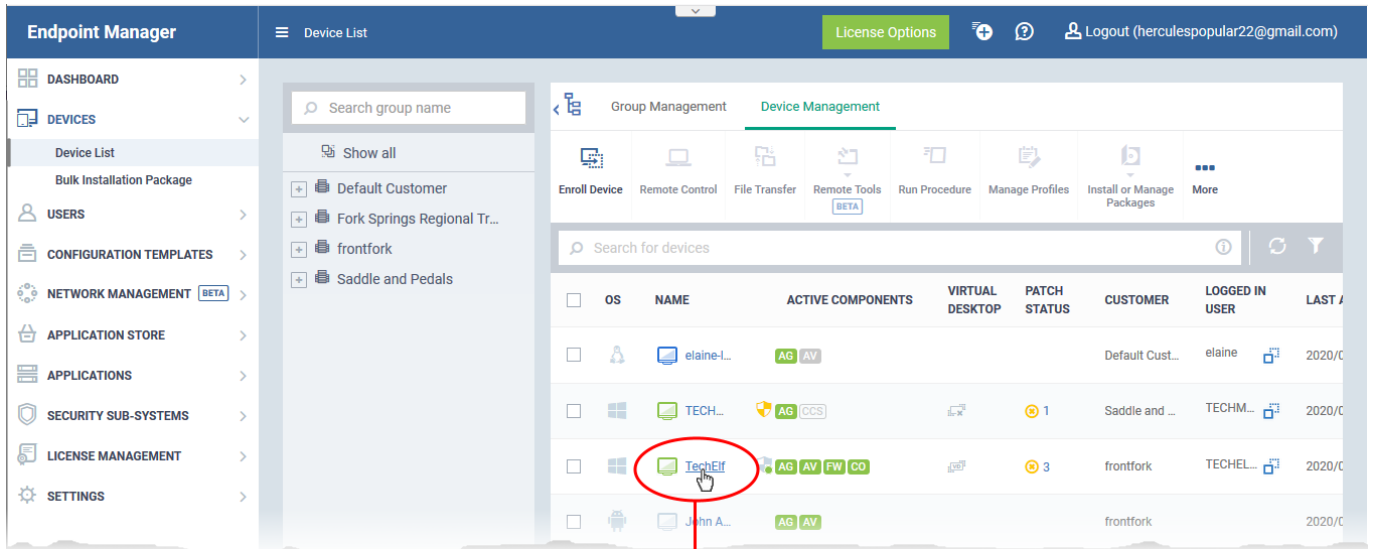 Endpoint Manager
Device List
License Options
Logout (herculespopular22@gmail.com)
DASHBOARD
DEVICES
Device List
Bulk Installation Package
USERS
CONFIGURATION TEMPLATES
NETWORK MANAGEMENT BETA
APPLICATION STORE
APPLICATIONS
SECURITY SUB-SYSTEMS
LICENSE MANAGEMENT
SETTINGS
Search group name
Show all
Default Customer
Fork Springs Regional Tr...
frontfork
Saddle and Pedals
Group Management Device Management
Enroll Device Remote Control File Transfer Remote Tools BETA Run Procedure Manage Profiles Install or Manage Packages More
Search for devices
OS NAME ACTIVE COMPONENTS VIRTUAL DESKTOP PATCH STATUS CUSTOMER LOGGED IN USER LAST A
elaine-l... AG AV Default Cust... elaine 2020/0
TECH... AG CCS 1 Saddle and ... TECHM... 2020/0
TechElf AG AV FW CO 3 frontfork TECHEL... 2020/0
John A... AG AV frontfork 2020/0